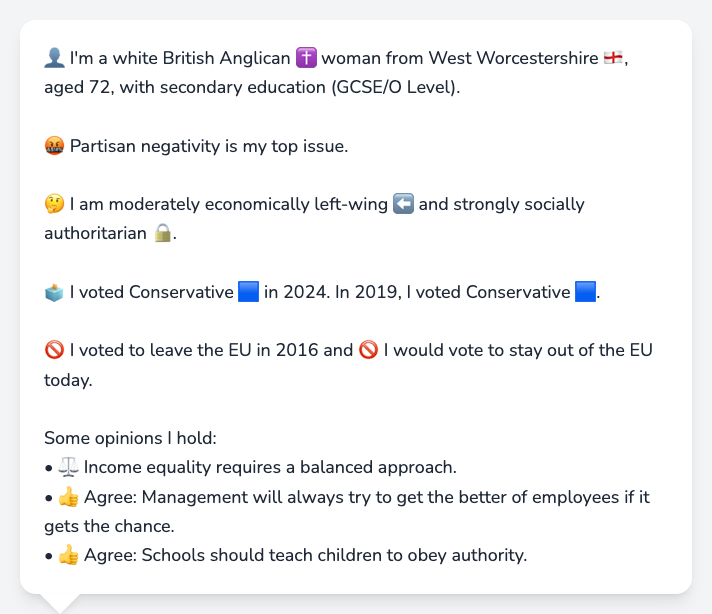 👤 I'm a white British Anglican ✝️ woman from West Worcestershire 🏴󠁧󠁢󠁥󠁮󠁧󠁿,
aged 72, with secondary education (GCSE/O Level).
🤬 Partisan negativity is my top issue.
🤔 I am moderately economically left-wing ⬅️ and strongly socially
authoritarian 🔒.
🗳️ I voted Conservative 🟦 in 2024. In 2019, I voted Conservative 🟦.
🚫 I voted to leave the EU in 2016 and 🚫 I would vote to stay out of the EU
today.
Some opinions I hold:
• ⚖️ Income equality requires a balanced approach.
• 👍 Agree: Management will always try to get the better of employees if it
gets the chance.
• 👍 Agree: Schools should teach children to obey authority.